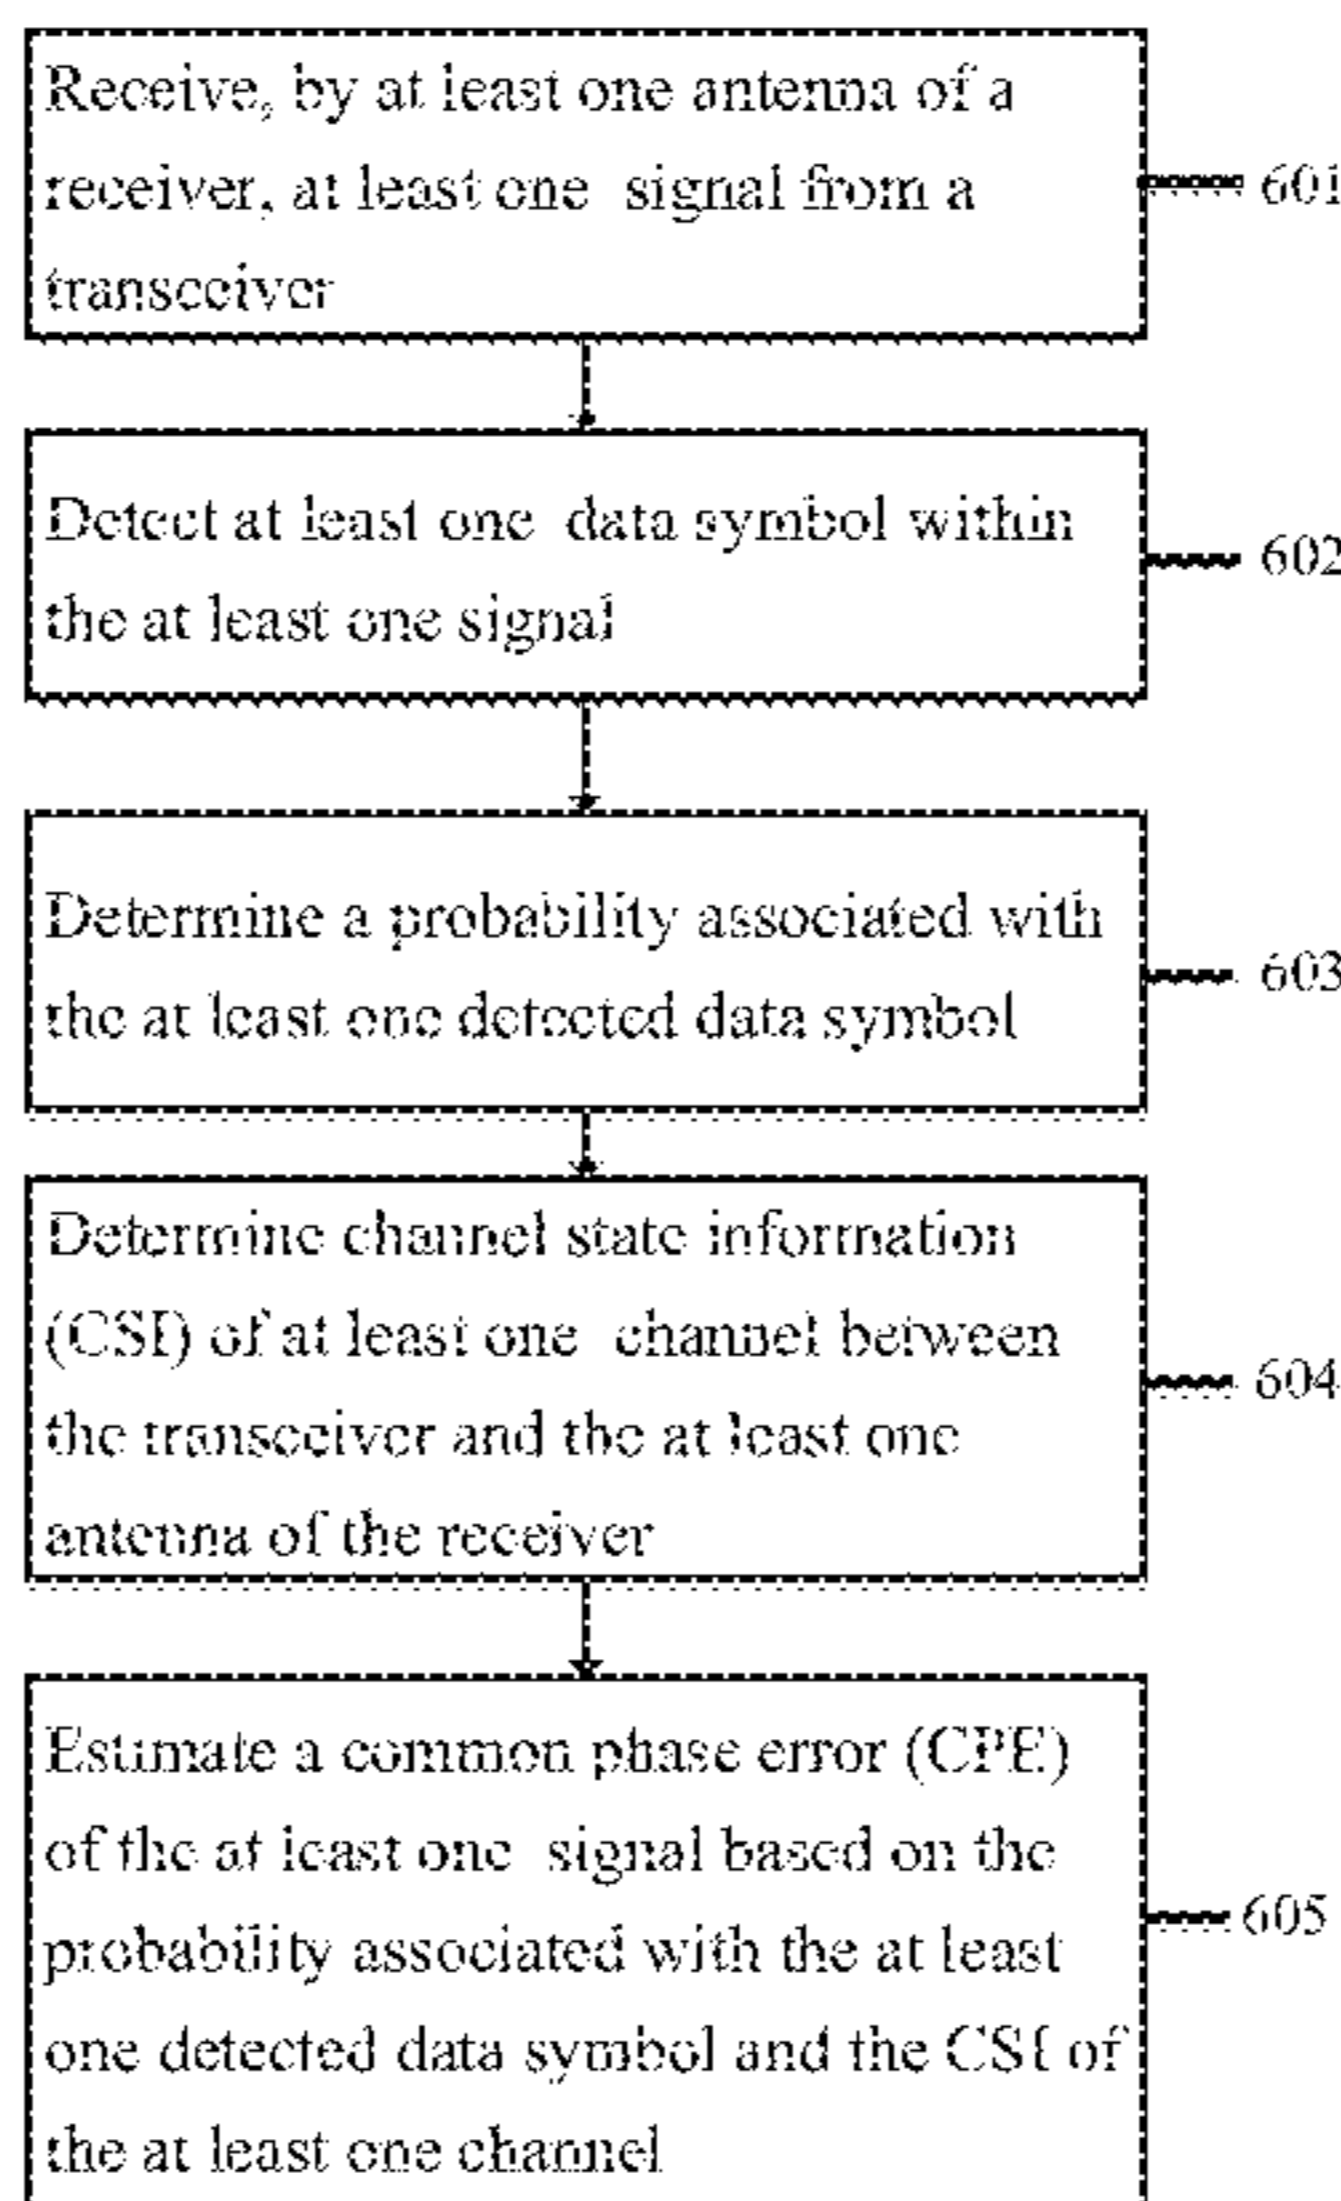 Receive, by at least one antenna of a
receiver, at least one signal from a
transceiver
601
Detect at least one data symbol within
the at least one signal
602
Determine a probability associated with
the at least one detected data symbol
603
Determine channel state information
(CSI) of at least one channel between
the transceiver and the at least one
antenna of the receiver
604
Estimate a common phase error (CPE)
of the at least one signal based on the
probability associated with the at least
one detected data symbol and the CSI of
the at least one channel
605